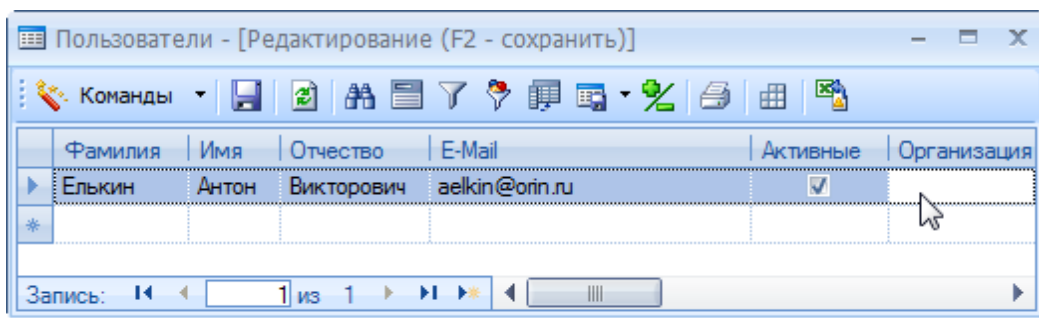 Пользователи - [Редактирование (F2 - сохранить)]
Команды
Фамилия Имя Отчество E-Mail Активные Организация
Елькин Антон Викторович aelkin@orin.ru
Запись: 1 из 1